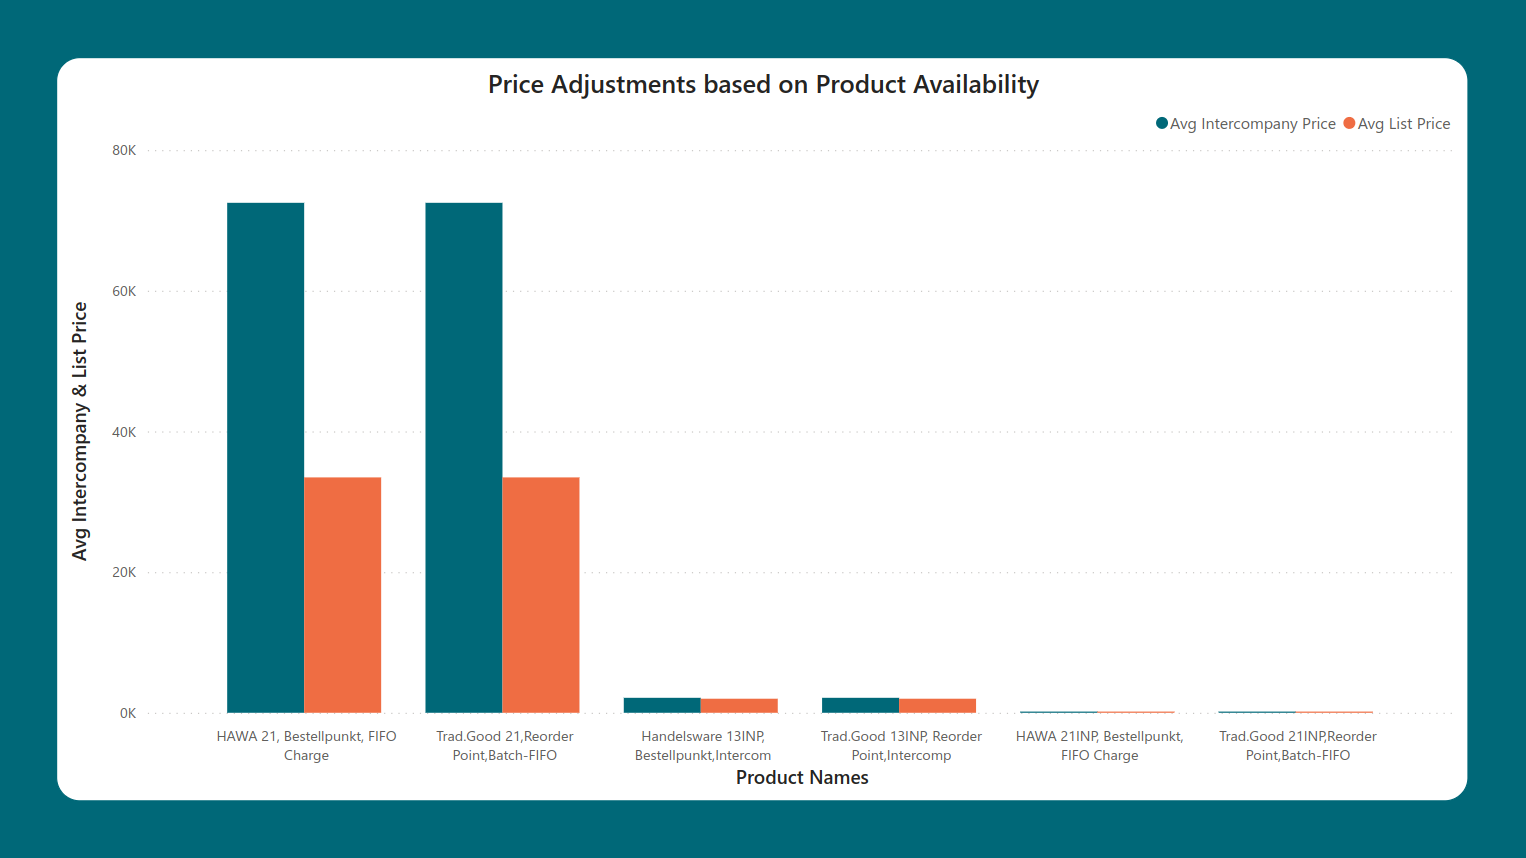 Price Adjustments based on Product Availability
Avg Intercompany Price Avg List Price
80K
60K
40K
20K
0K
Avg Intercompany & List Price
HAWA 21, Bestellpunkt, FIFO
Charge
Trad.Good 21,Reorder
Point,Batch-FIFO
Handelsware 13INP,
Bestellpunkt,Intercom
Trad.Good 13INP, Reorder
Point,Intercomp
HAWA 21INP, Bestellpunkt,
FIFO Charge
Trad.Good 21INP,Reorder
Point,Batch-FIFO
Product Names